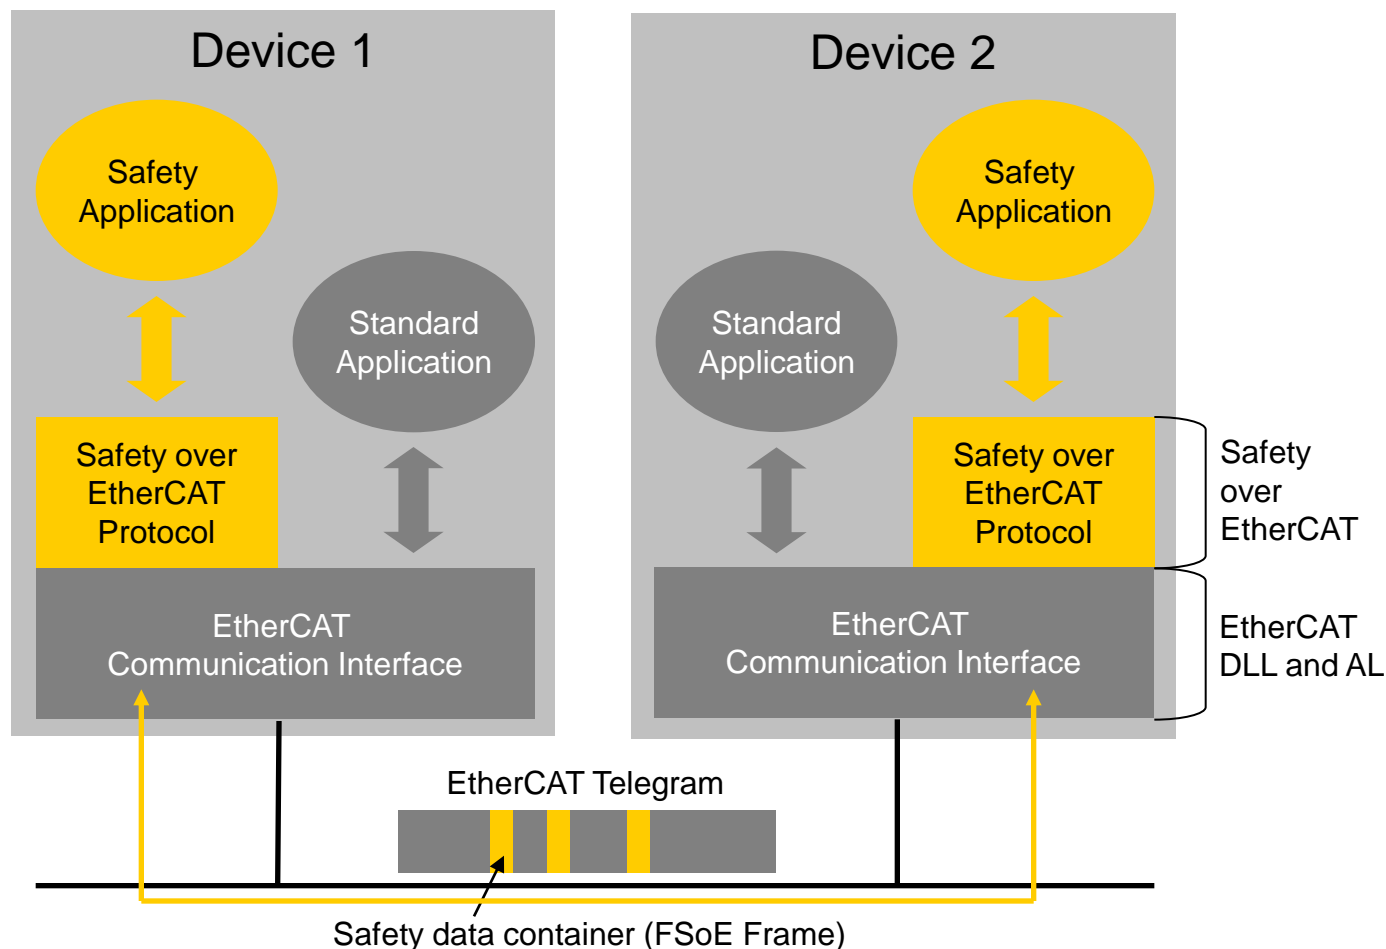 Device 1
Safety
Application
Standard
Application
Safety over
EtherCAT
Protocol
EtherCAT
Communication Interface
Device 2
Safety
Application
Standard
Application
Safety over
EtherCAT
Protocol
EtherCAT
Communication Interface
Safety
over
EtherCAT
EtherCAT
DLL and AL
EtherCAT Telegram
Safety data container (FSoE Frame)